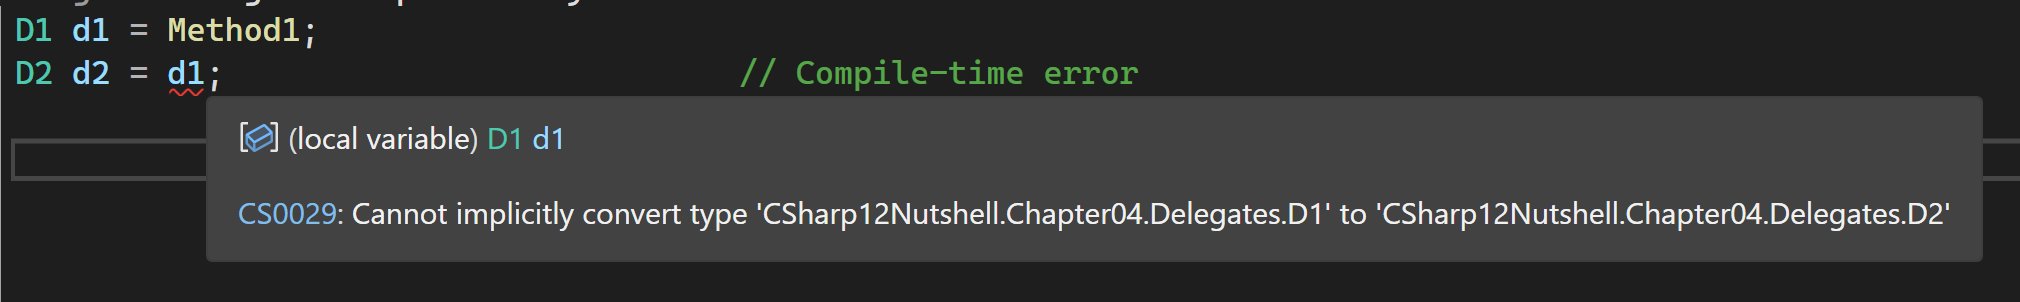 D1 d1 = Method1;
D2 d2 = d1; // Compile-time error
(local variable) D1 d1
CS0029: Cannot implicitly convert type 'CSharp12Nutshell.Chapter04.Delegates.D1' to 'CSharp12Nutshell.Chapter04.Delegates.D2'